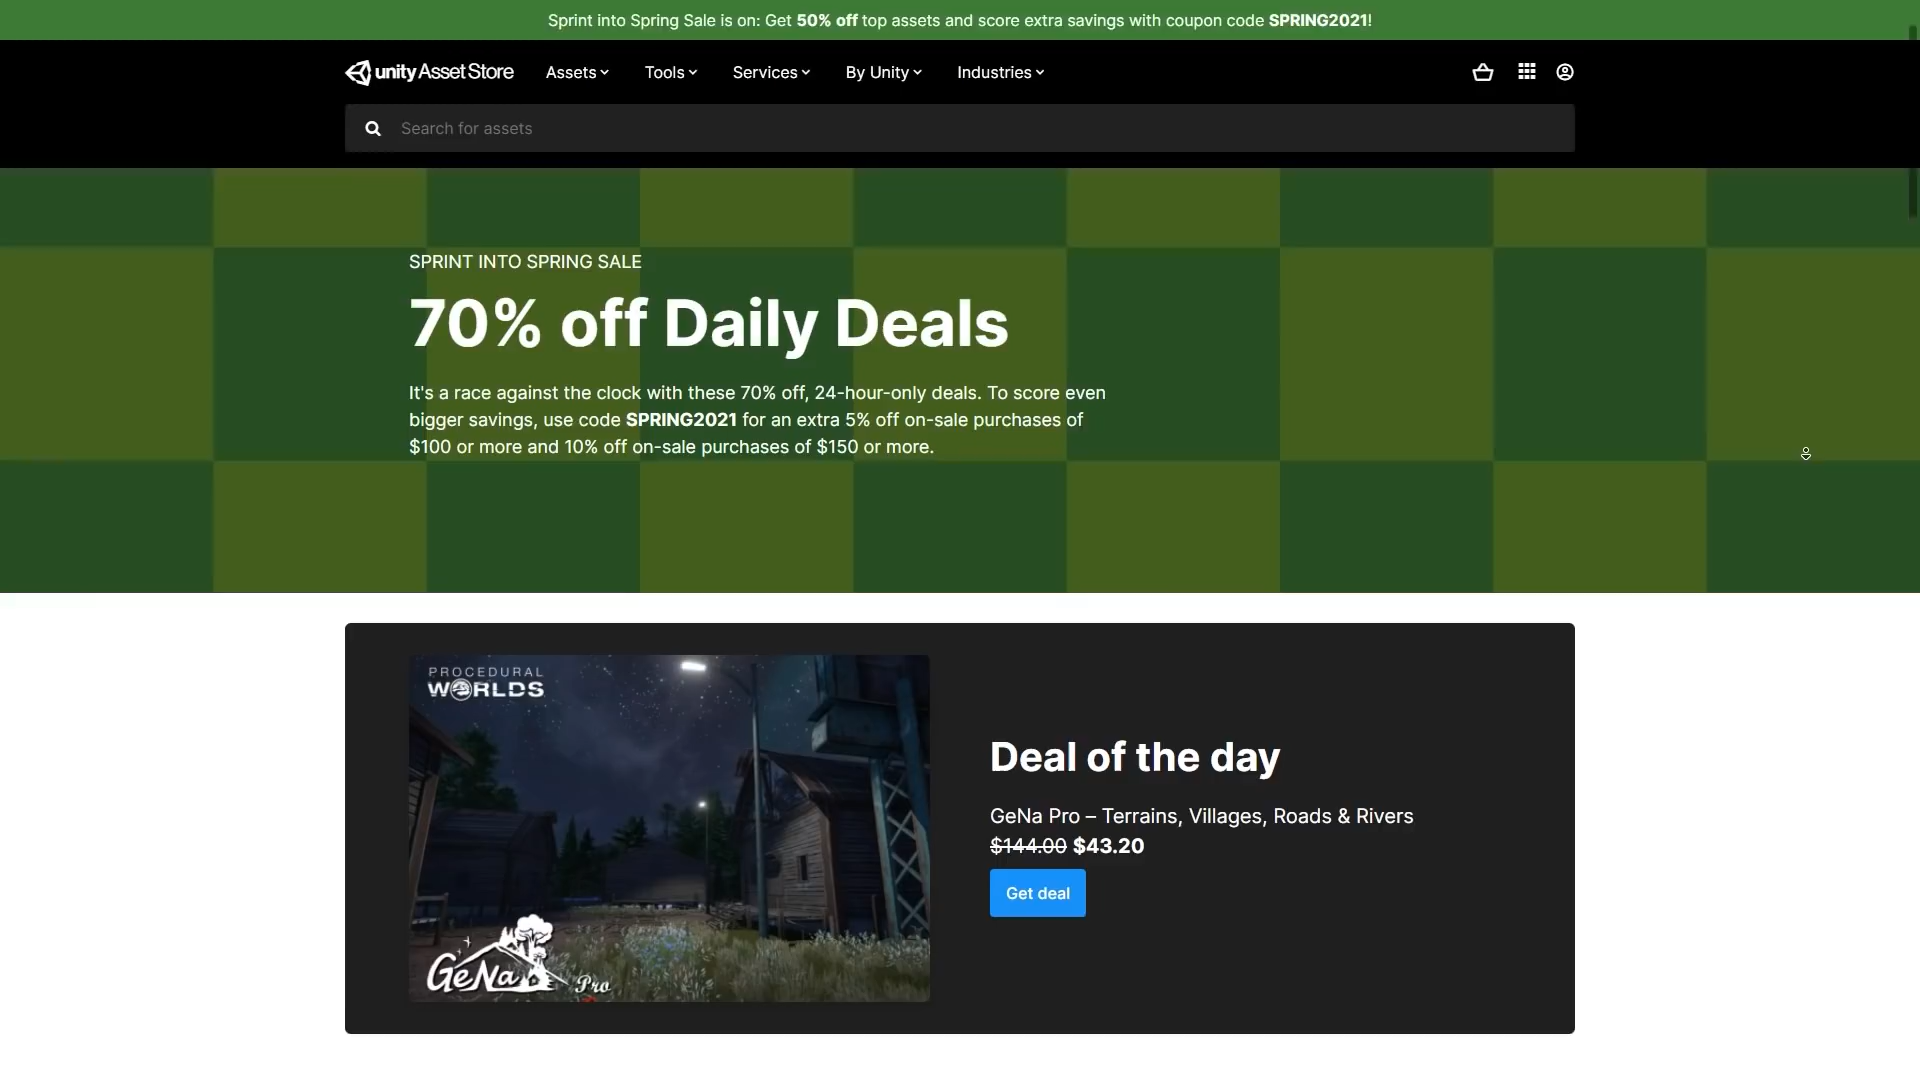 Sprint into Spring Sale is on: Get 50% off top assets and score extra savings with coupon code SPRING2021!
unity Asset Store
Assets
Tools
Services
By Unity
Industries
Search for assets
SPRINT INTO SPRING SALE
70% off Daily Deals
It's a race against the clock with these 70% off, 24-hour-only deals. To score even
bigger savings, use code SPRING2021 for an extra 5% off on-sale purchases of
$100 or more and 10% off on-sale purchases of $150 or more.
PROCEDURAL
WORLDS
GeNa Pro
Deal of the day
GeNa Pro – Terrains, Villages, Roads & Rivers
$144.00 $43.20
Get deal